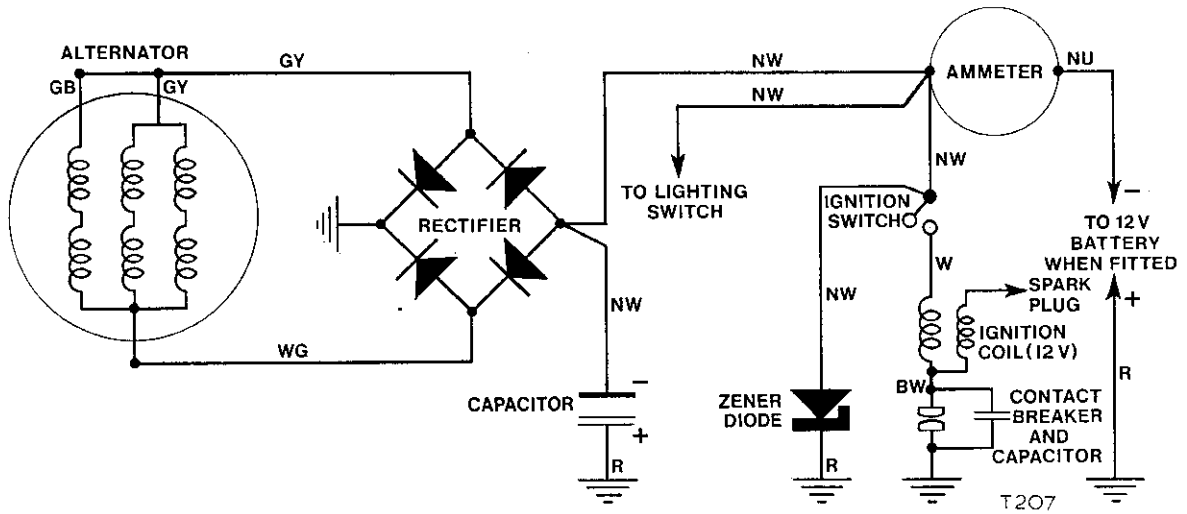 ALTERNATOR
GB
GY
GY
WG
RECTIFIER
NW
NW
TO LIGHTING
SWITCH
AMMETER
NU
NW
IGNITION
SWITCH
W
NW
NW
CAPACITOR
−
+
R
ZENER
DIODE
R
BW
SPARK
PLUG
IGNITION
COIL (12 V)
CONTACT
BREAKER
AND
CAPACITOR
−
TO 12 V
BATTERY
WHEN FITTED
+
R
T207